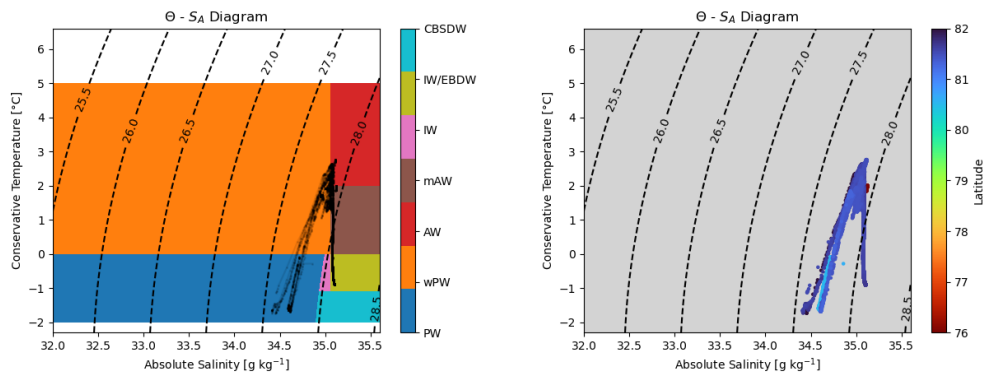 Θ - S_A Diagram
Conservative Temperature [°C]
6
5
4
3
2
1
0
−1
−2
25.5
26.0
26.5
27.0
27.5
28.0
28.5
32.0 32.5 33.0 33.5 34.0 34.5 35.0 35.5
Absolute Salinity [g kg⁻¹]
CBSDW
IW/EBDW
IW
mAW
AW
wPW
PW
Θ - S_A Diagram
Conservative Temperature [°C]
6
5
4
3
2
1
0
−1
−2
25.5
26.0
26.5
27.0
27.5
28.0
28.5
32.0 32.5 33.0 33.5 34.0 34.5 35.0 35.5
Absolute Salinity [g kg⁻¹]
82
81
80
79
78
77
76
Latitude